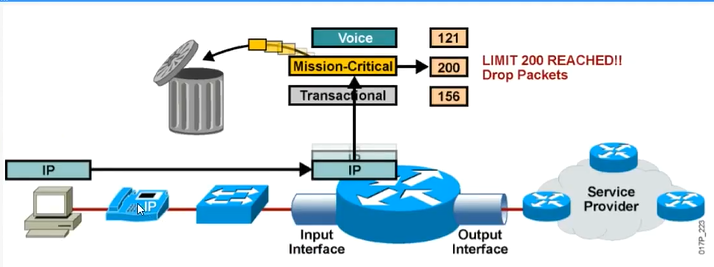 Voice
121
Mission-Critical
200
LIMIT 200 REACHED!!
Drop Packets
Transactional
156
IP
IP
IP
IP
Service
Provider
Input
Interface
Output
Interface
017P_223